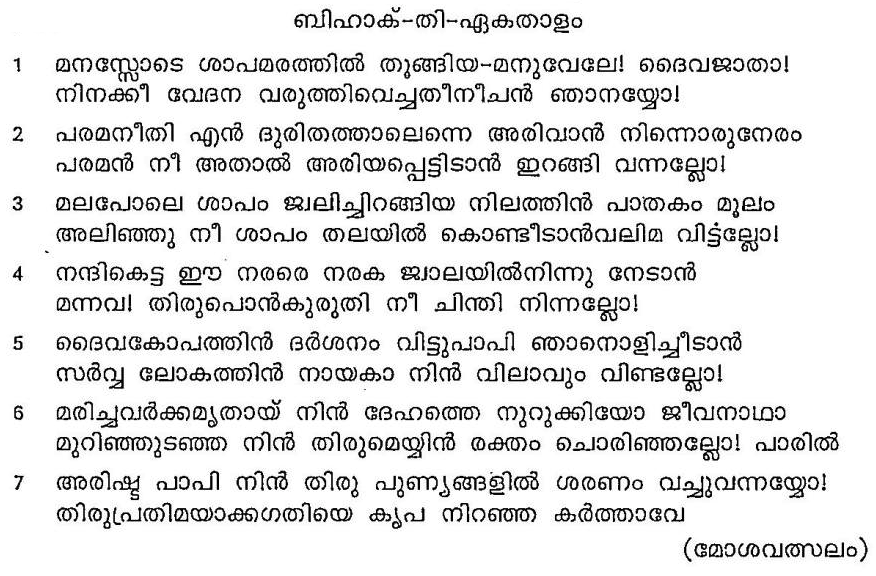 ബിഹാക്-തി-ഏകതാളം
1 മനസ്സോടെ ശാപമരത്തിൽ തൂങ്ങിയ-മനുവേലേ! ദൈവജാതാ!
നിനക്കീ വേദന വരുത്തിവെച്ചതീനീചൻ ഞാനയ്യോ!
2 പരമനീതി എൻ ദുരിതത്താലെന്നെ അരിവാൻ നിന്നൊരുനേരം
പരമൻ നീ അതാൽ അരിയപ്പെട്ടിടാൻ ഇറങ്ങി വന്നല്ലോ!
3 മലപോലെ ശാപം ജ്വലിച്ചിറങ്ങിയ നിലത്തിൻ പാതകം മൂലം
അലിഞ്ഞു നീ ശാപം തലയിൽ കൊണ്ടീടാൻവലിമ വിട്ടല്ലോ!
4 നന്ദികെട്ട ഈ നരരെ നരക ജ്വാലയിൽനിന്നു നേടാൻ
മന്നവ! തിരുപൊൻകുരുതി നീ ചിന്തി നിന്നല്ലോ!
5 ദൈവകോപത്തിൻ ദർശനം വിട്ടുപാപി ഞാനൊളിച്ചീടാൻ
സർവ്വ ലോകത്തിൻ നായകാ നിൻ വിലാവും വിണ്ടല്ലോ!
6 മരിച്ചവർക്കമൃതായ് നിൻ ദേഹത്തെ നുറുക്കിയോ ജീവനാഥാ
മുറിഞ്ഞുടഞ്ഞ നിൻ തിരുമെയ്യിൻ രക്തം ചൊരിഞ്ഞല്ലോ! പാരിൽ
7 അരിഷ്ട പാപി നിൻ തിരു പുണ്യങ്ങളിൽ ശരണം വച്ചുവന്നയ്യോ!
തിരുപ്രതിമയാക്കഗതിയെ കൃപ നിറഞ്ഞ കർത്താവേ
(മോശവത്സലം)